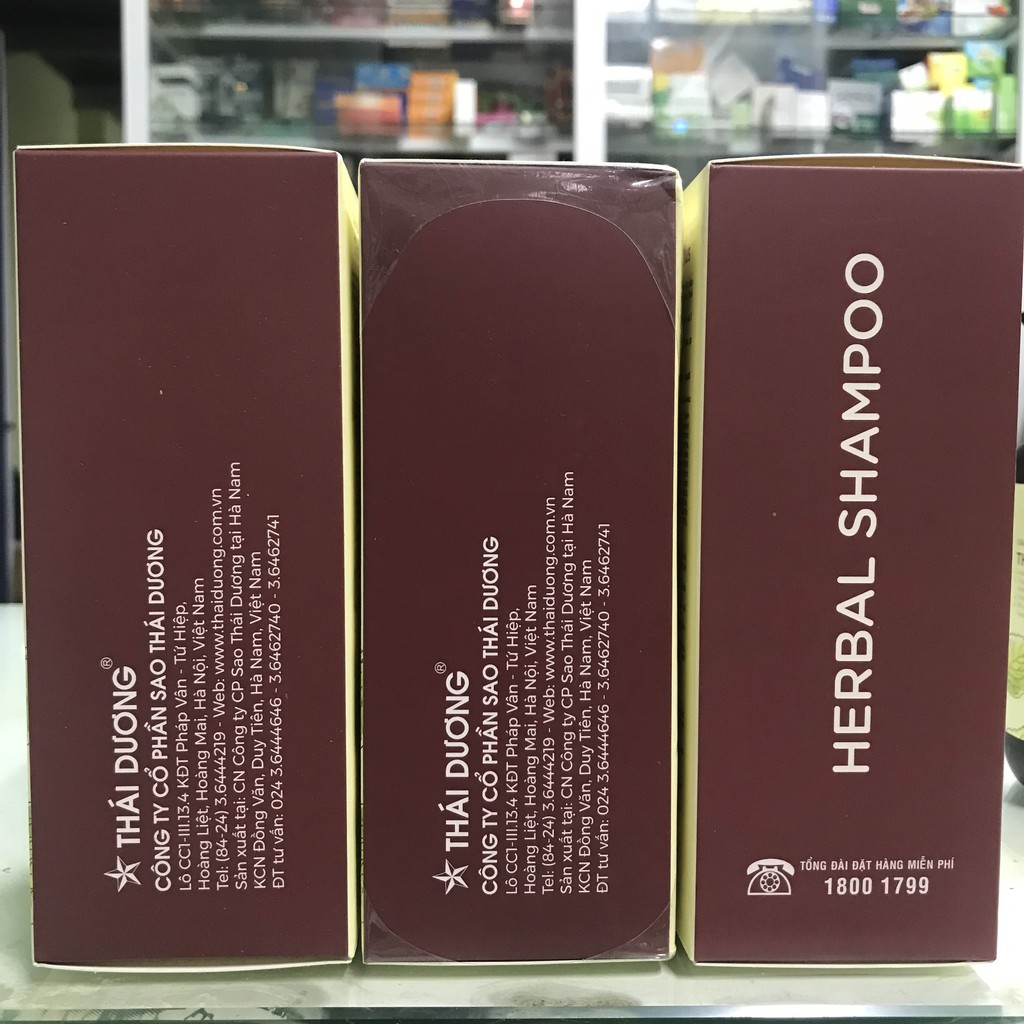 THÁI DƯƠNG®
CÔNG TY CỔ PHẦN SAO THÁI DƯƠNG
Lô CC1-III.13.4 KĐT Pháp Vân - Tứ Hiệp,
Hoàng Liệt, Hoàng Mai, Hà Nội, Việt Nam
Tel: (84-24) 3.6444219 - Web: www.thaiduong.com.vn
Sản xuất tại: CN Công ty CP Sao Thái Dương tại Hà Nam
KCN Đồng Văn, Duy Tiên, Hà Nam, Việt Nam
ĐT tư vấn: 024 3.6444646 - 3.6462740 - 3.6462741
THÁI DƯƠNG®
CÔNG TY CỔ PHẦN SAO THÁI DƯƠNG
Lô CC1-III.13.4 KĐT Pháp Vân - Tứ Hiệp,
Hoàng Liệt, Hoàng Mai, Hà Nội, Việt Nam
Tel: (84-24) 3.6444219 - Web: www.thaiduong.com.vn
Sản xuất tại: CN Công ty CP Sao Thái Dương tại Hà Nam
KCN Đồng Văn, Duy Tiên, Hà Nam, Việt Nam
ĐT tư vấn: 024 3.6444646 - 3.6462740 - 3.6462741
HERBAL SHAMPOO
TỔNG ĐÀI ĐẶT HÀNG MIỄN PHÍ
1800 1799